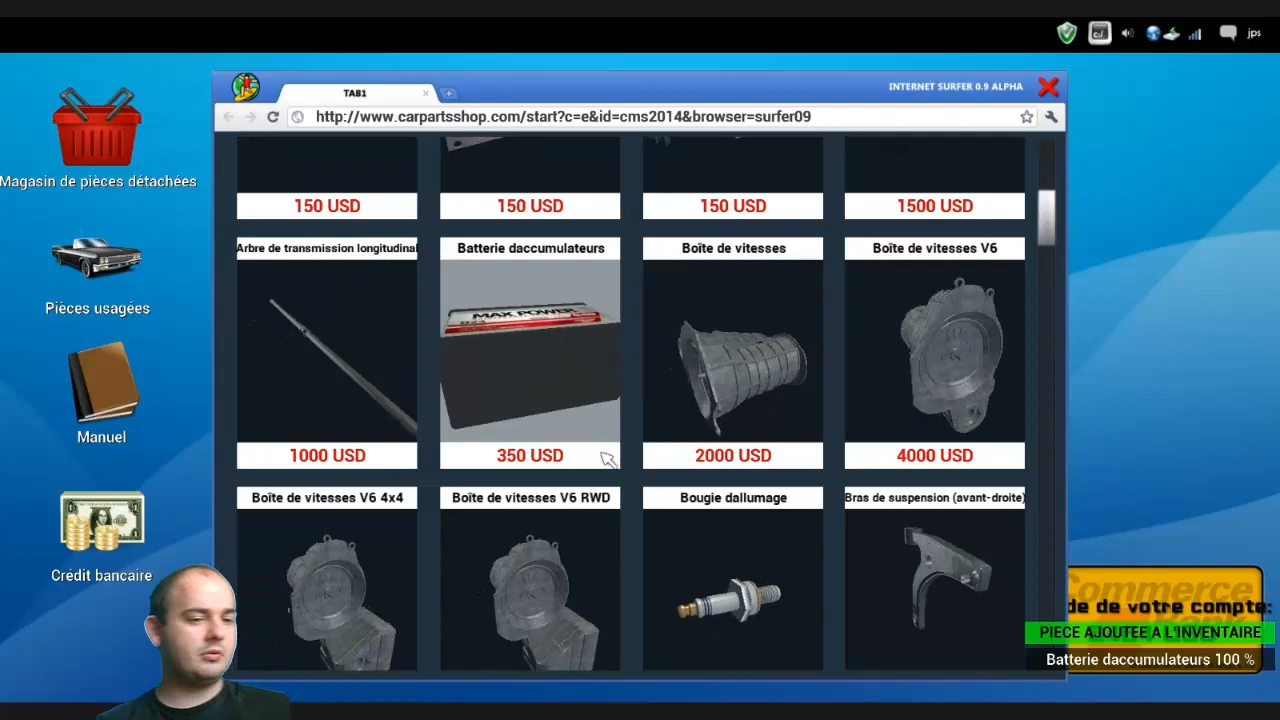 jps
TAB1
INTERNET SURFER 0.9 ALPHA
http://www.carpartsshop.com/start?c=e&id=cms2014&browser=surfer09
Magasin de pièces détachées
Pièces usagées
Manuel
Crédit bancaire
150 USD
150 USD
150 USD
1500 USD
Arbre de transmission longitudinal
Batterie daccumulateurs
Boîte de vitesses
Boîte de vitesses V6
MAX POWER
1000 USD
350 USD
2000 USD
4000 USD
Boîte de vitesses V6 4x4
Boîte de vitesses V6 RWD
Bougie dallumage
Bras de suspension (avant-droite)
Commerce
de de votre compte:
PIECE AJOUTEE A L'INVENTAIRE
Batterie daccumulateurs 100 %